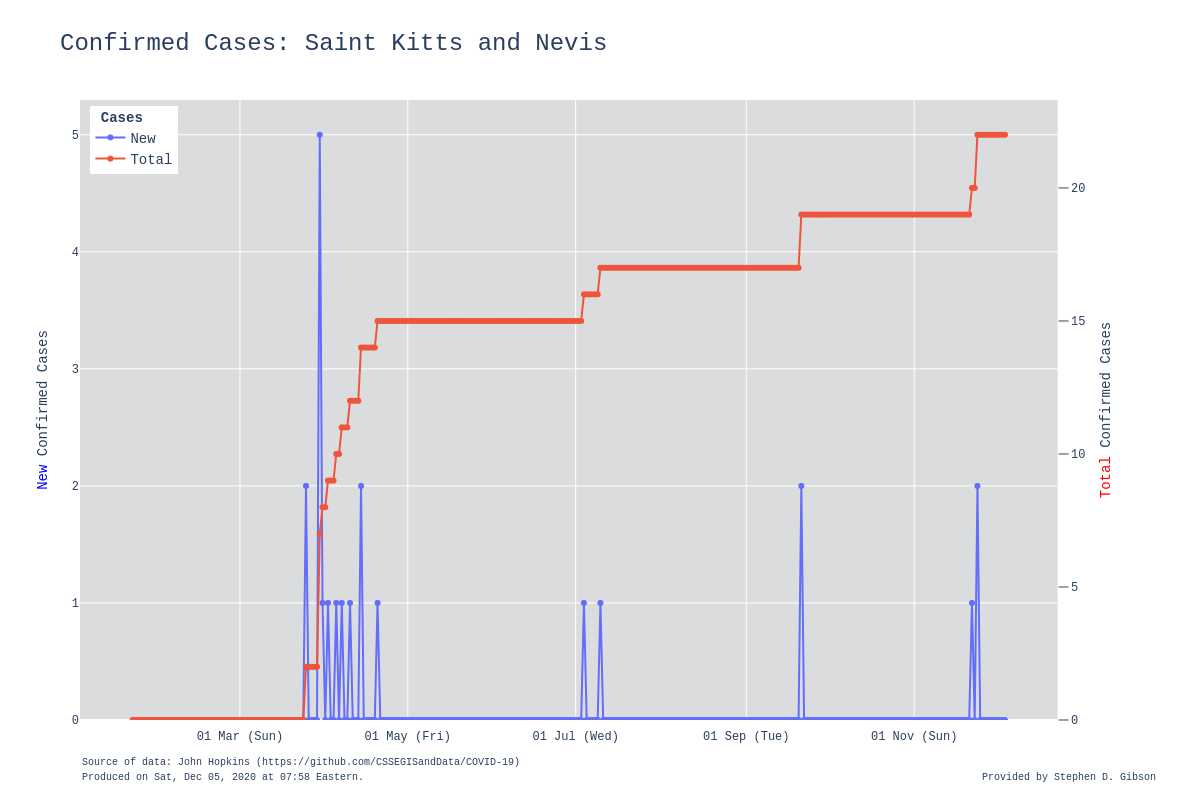 Confirmed Cases: Saint Kitts and Nevis
Cases
New
Total
5
4
3
2
1
0
20
15
10
5
0
New Confirmed Cases
Total Confirmed Cases
01 Mar (Sun)
01 May (Fri)
01 Jul (Wed)
01 Sep (Tue)
01 Nov (Sun)
Source of data: John Hopkins (https://github.com/CSSEGISandData/COVID-19)
Produced on Sat, Dec 05, 2020 at 07:58 Eastern.
Provided by Stephen D. Gibson